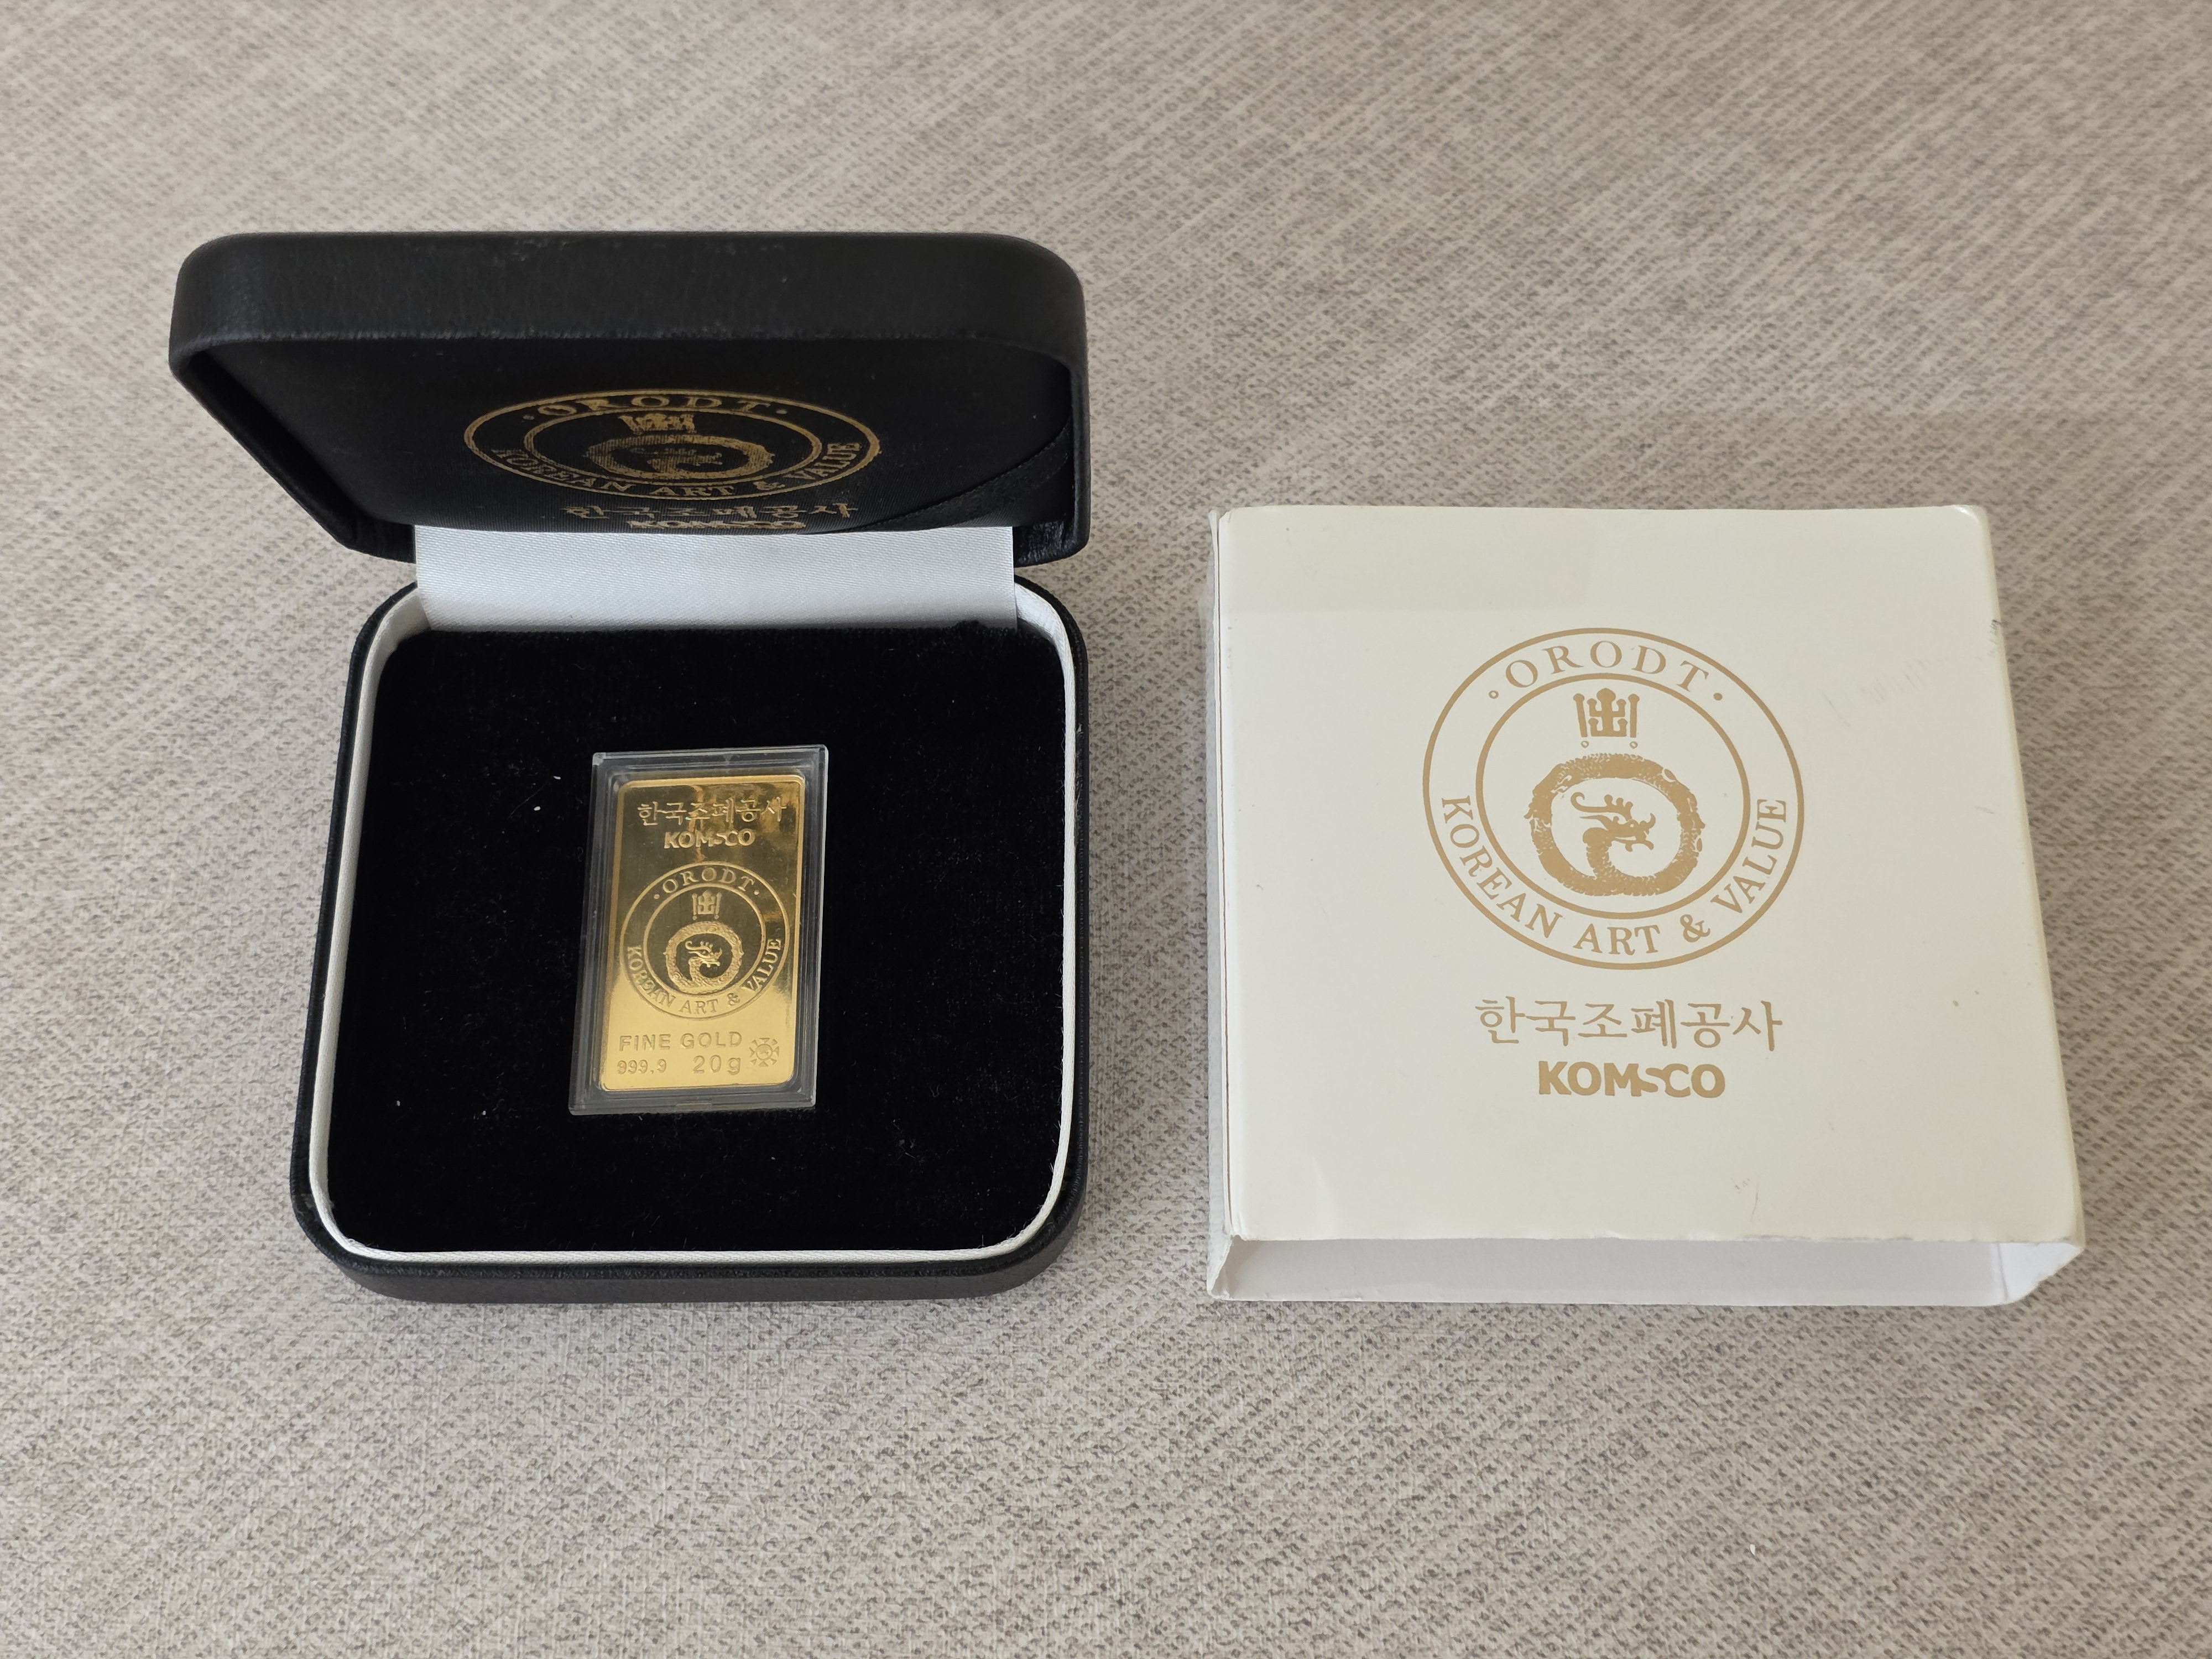 ·ORODT·
KOREAN ART & VALUE
한국조폐공사
KOMSCO
한국조폐공사
KOMSCO
·ORODT·
KOREAN ART & VALUE
FINE GOLD
999.9 20g
·ORODT·
KOREAN ART & VALUE
한국조폐공사
KOMSCO